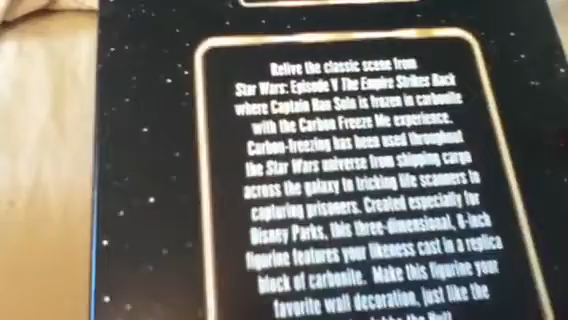 Relive the classic scene from
Star Wars: Episode V The Empire Strikes Back
where Captain Han Solo is frozen in carbonite
with the Carbon Freeze Me experience.
Carbon-freezing has been used throughout
the Star Wars universe from shipping cargo
across the galaxy to tricking life scanners to
capturing prisoners. Created especially for
Disney Parks, this three-dimensional, 8-inch
figurine features your likeness cast in a replica
block of carbonite. Make this figurine your
favorite wall decoration, just like the